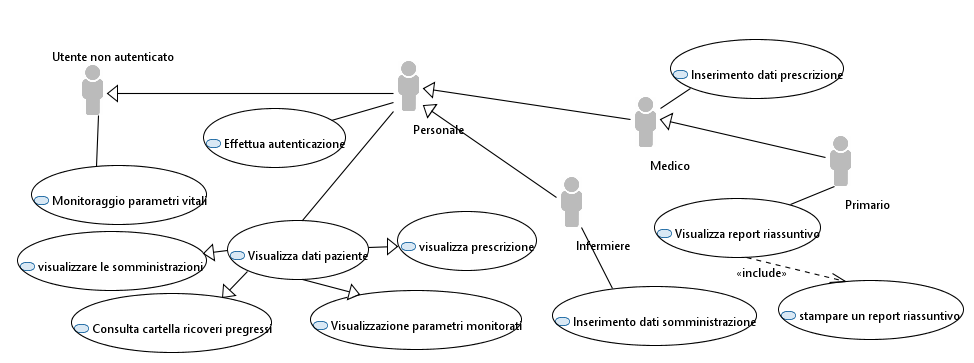 Utente non autenticato
Inserimento dati prescrizione
Personale
Effettua autenticazione
Medico
Primario
Monitoraggio parametri vitali
Visualizza report riassuntivo
Infermiere
visualizza prescrizione
Visualizza dati paziente
visualizzare le somministrazioni
«include»
stampare un report riassuntivo
Inserimento dati somministrazione
Visualizzazione parametri monitorati
Consulta cartella ricoveri pregressi